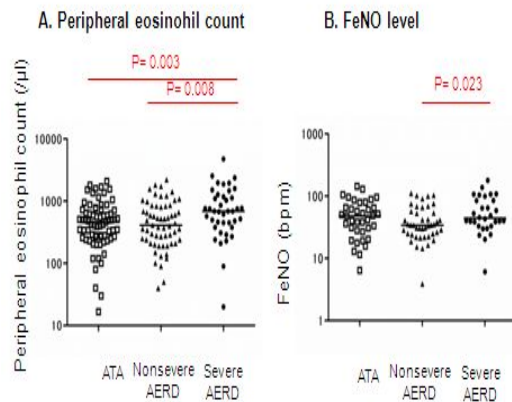 A. Peripheral eosinohil count
P= 0.003
P= 0.008
Peripheral eosinophil count (/µl)
10000
1000
100
10
ATA
Nonsevere
AERD
Severe
AERD
B. FeNO level
P= 0.023
FeNO (bpm)
1000
100
10
1
ATA
Nonsevere
AERD
Severe
AERD